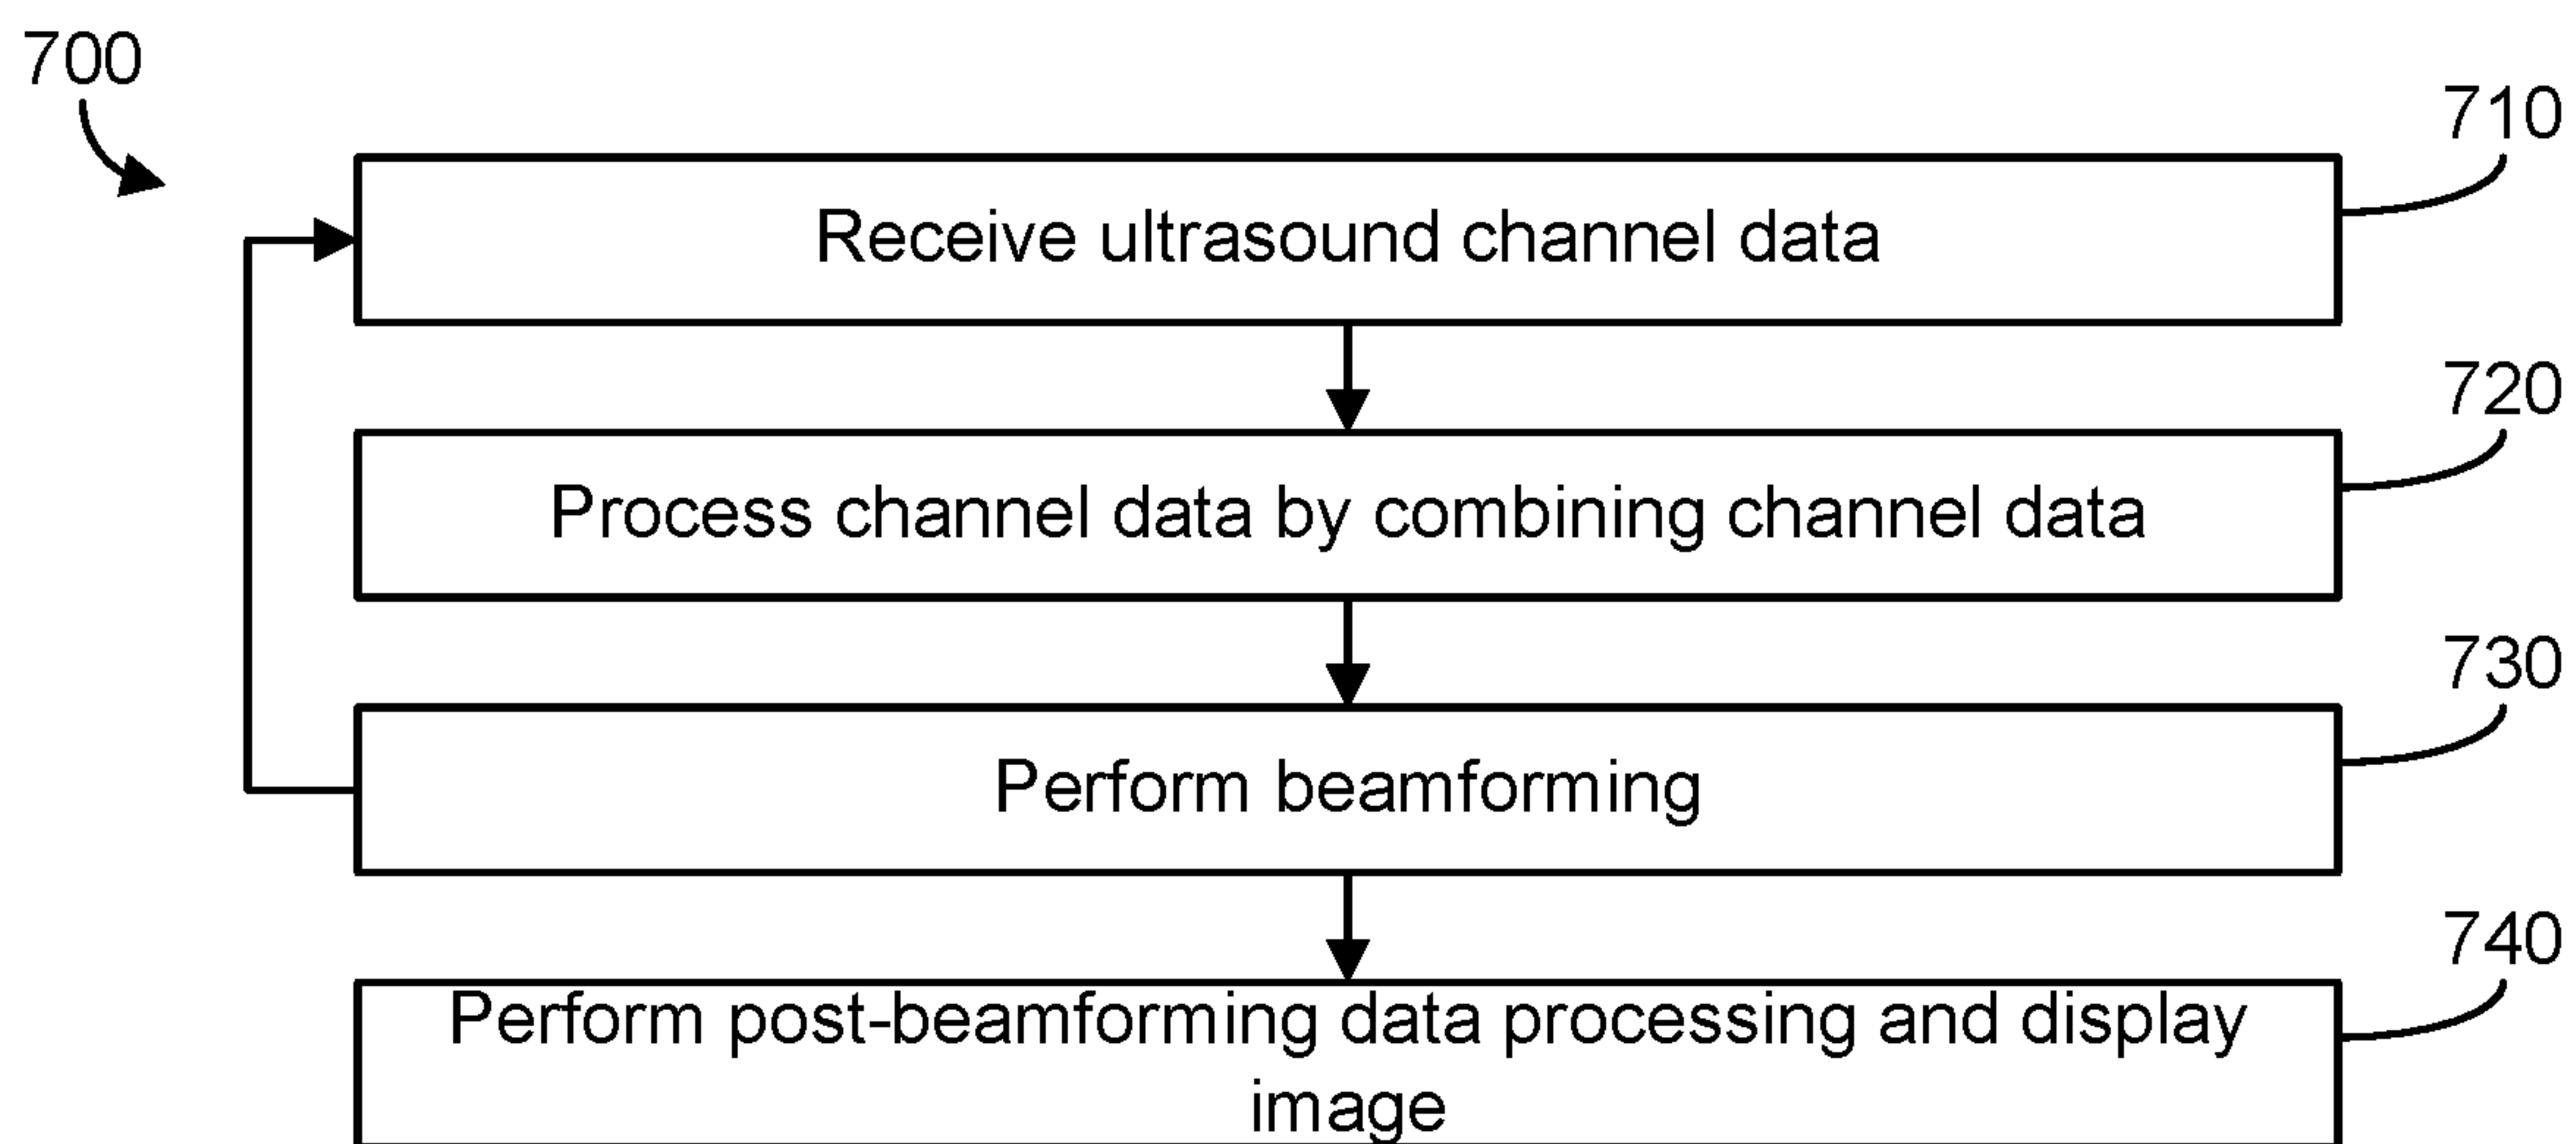 700
710
Receive ultrasound channel data
720
Process channel data by combining channel data
730
Perform beamforming
740
Perform post-beamforming data processing and display
image